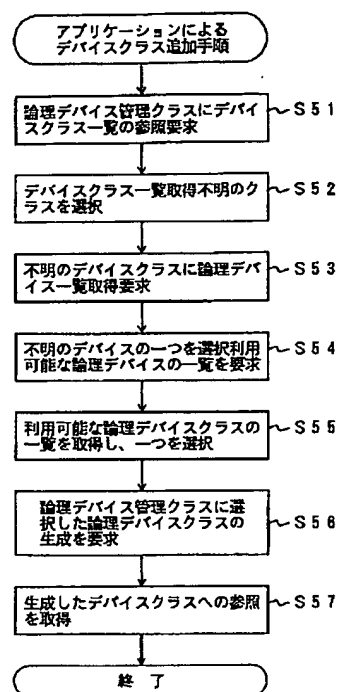 アプリケーションによる
デバイスクラス追加手順
論理デバイス管理クラスにデバイ
スクラス一覧の参照要求
S51
デバイスクラス一覧取得不明のク
ラスを選択
S52
不明のデバイスクラスに論理デバ
イス一覧取得要求
S53
不明のデバイスの一つを選択利用
可能な論理デバイスの一覧を要求
S54
利用可能な論理デバイスクラスの
一覧を取得し、一つを選択
S55
論理デバイス管理クラスに選
択した論理デバイスクラスの
生成を要求
S56
生成したデバイスクラスへの参照
を取得
S57
終了